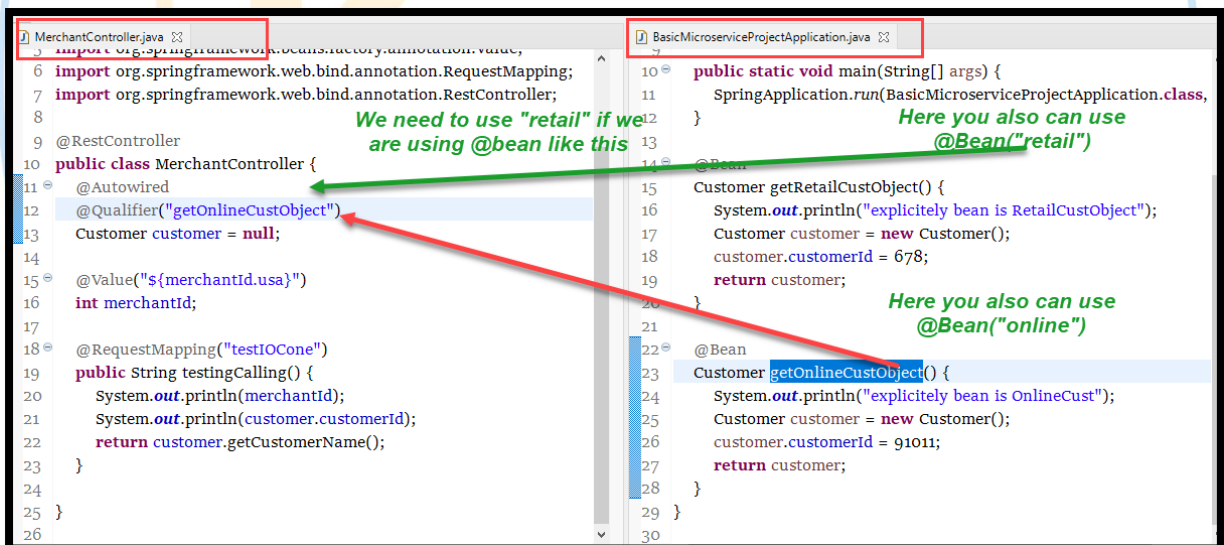 MerchantController.java
5 import org.springframework.beans.factory.annotation.Value;
6 import org.springframework.web.bind.annotation.RequestMapping;
7 import org.springframework.web.bind.annotation.RestController;
8
9 @RestController
10 public class MerchantController {
11 @Autowired
12 @Qualifier("getOnlineCustObject")
13 Customer customer = null;
14
15 @Value("${merchantId.usa}")
16 int merchantId;
17
18 @RequestMapping("testIOCone")
19 public String testingCalling() {
20 System.out.println(merchantId);
21 System.out.println(customer.customerId);
22 return customer.getCustomerName();
23 }
24
25 }
26
We need to use "retail" if we
are using @bean like this
BasicMicroserviceProjectApplication.java
9
10 public static void main(String[] args) {
11 SpringApplication.run(BasicMicroserviceProjectApplication.class,
12 }
13
14 @Bean
15 Customer getRetailCustObject() {
16 System.out.println("explicitely bean is RetailCustObject");
17 Customer customer = new Customer();
18 customer.customerId = 678;
19 return customer;
20 }
21
22 @Bean
23 Customer getOnlineCustObject() {
24 System.out.println("explicitely bean is OnlineCust");
25 Customer customer = new Customer();
26 customer.customerId = 91011;
27 return customer;
28 }
29 }
30
Here you also can use
@Bean("retail")
Here you also can use
@Bean("online")